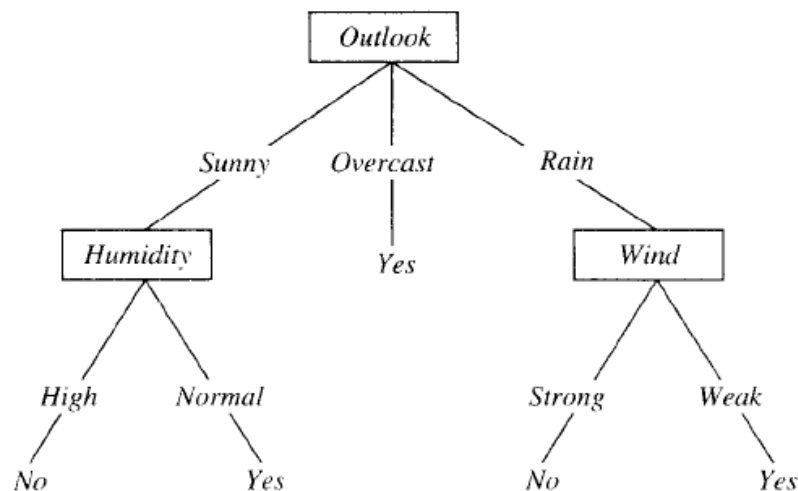 Outlook
Sunny Overcast Rain
Humidity Yes Wind
High Normal Strong Weak
No Yes No Yes